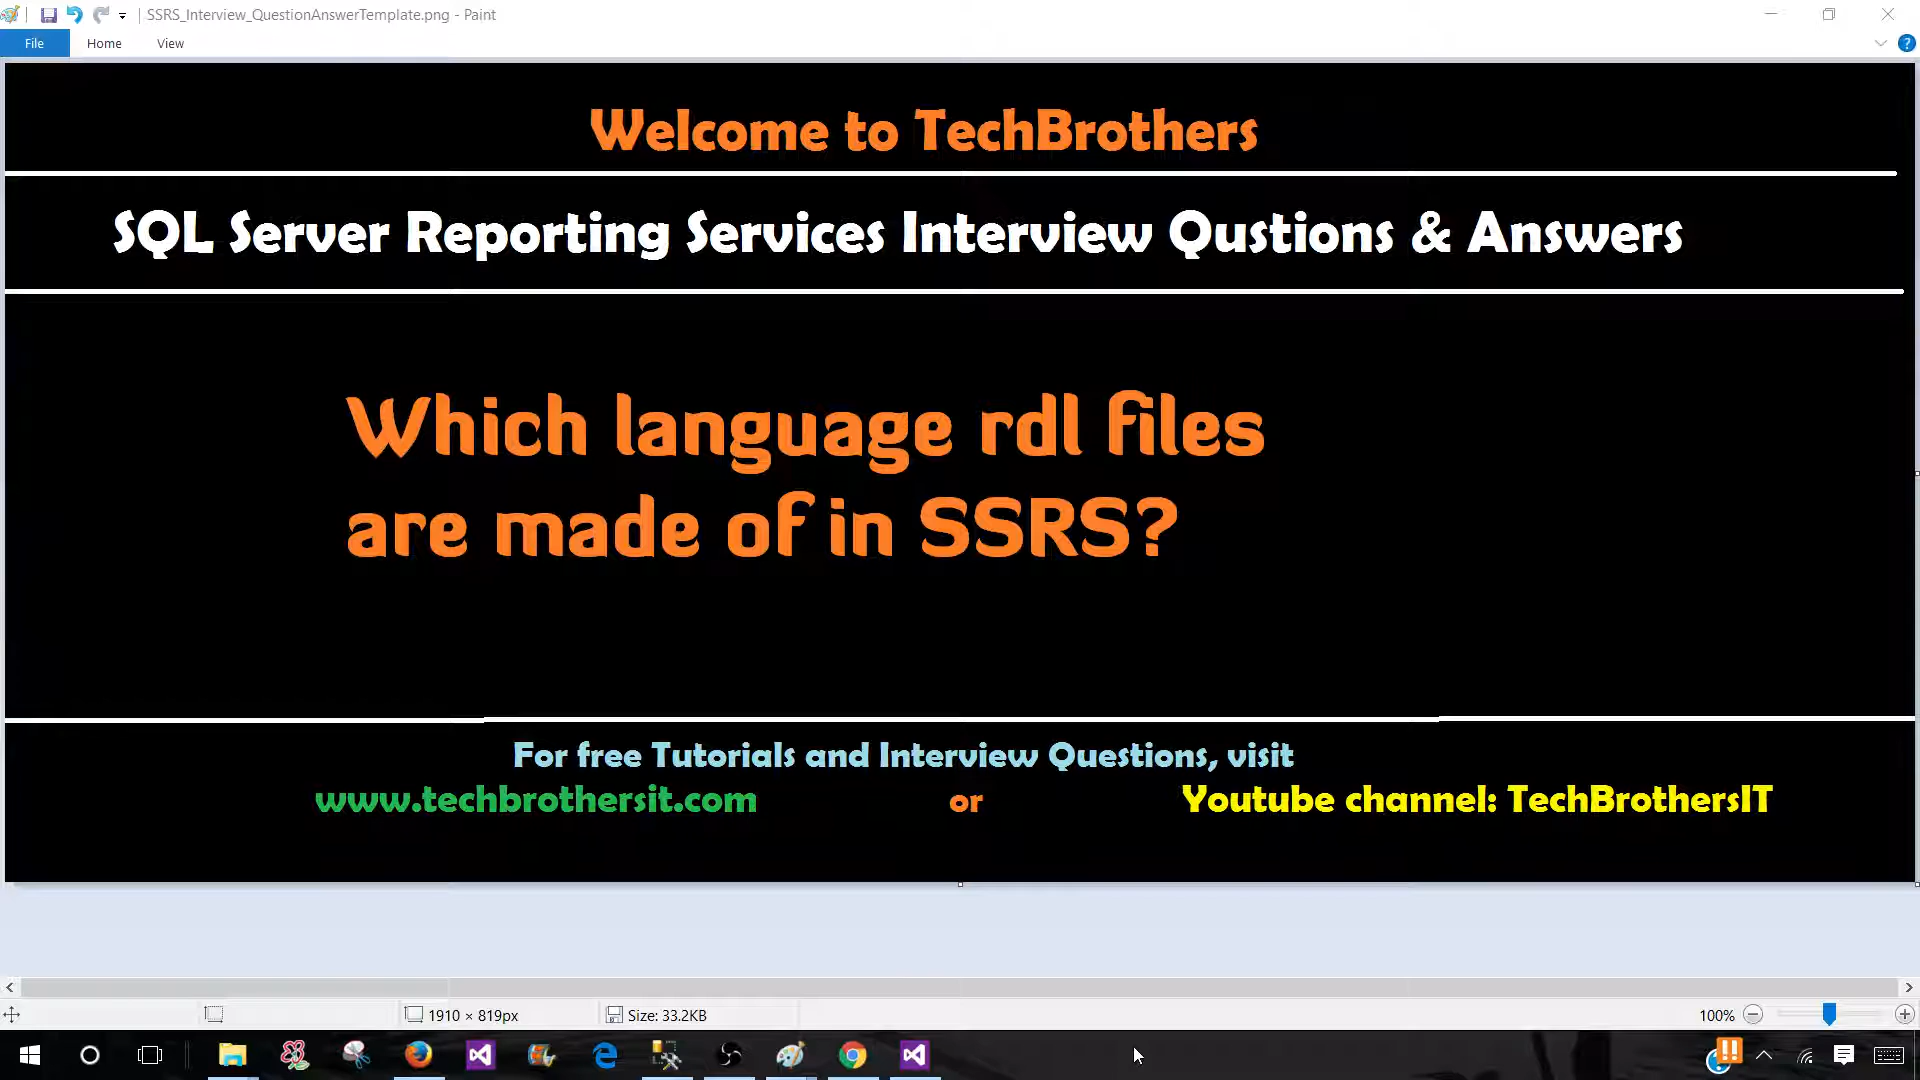 SSRS_Interview_QuestionAnswerTemplate.png - Paint
File Home View
Welcome to TechBrothers
SQL Server Reporting Services Interview Qustions & Answers
Which language rdl files
are made of in SSRS?
For free Tutorials and Interview Questions, visit
www.techbrothersit.com or Youtube channel: TechBrothersIT
1910 × 819px Size: 33.2KB 100%